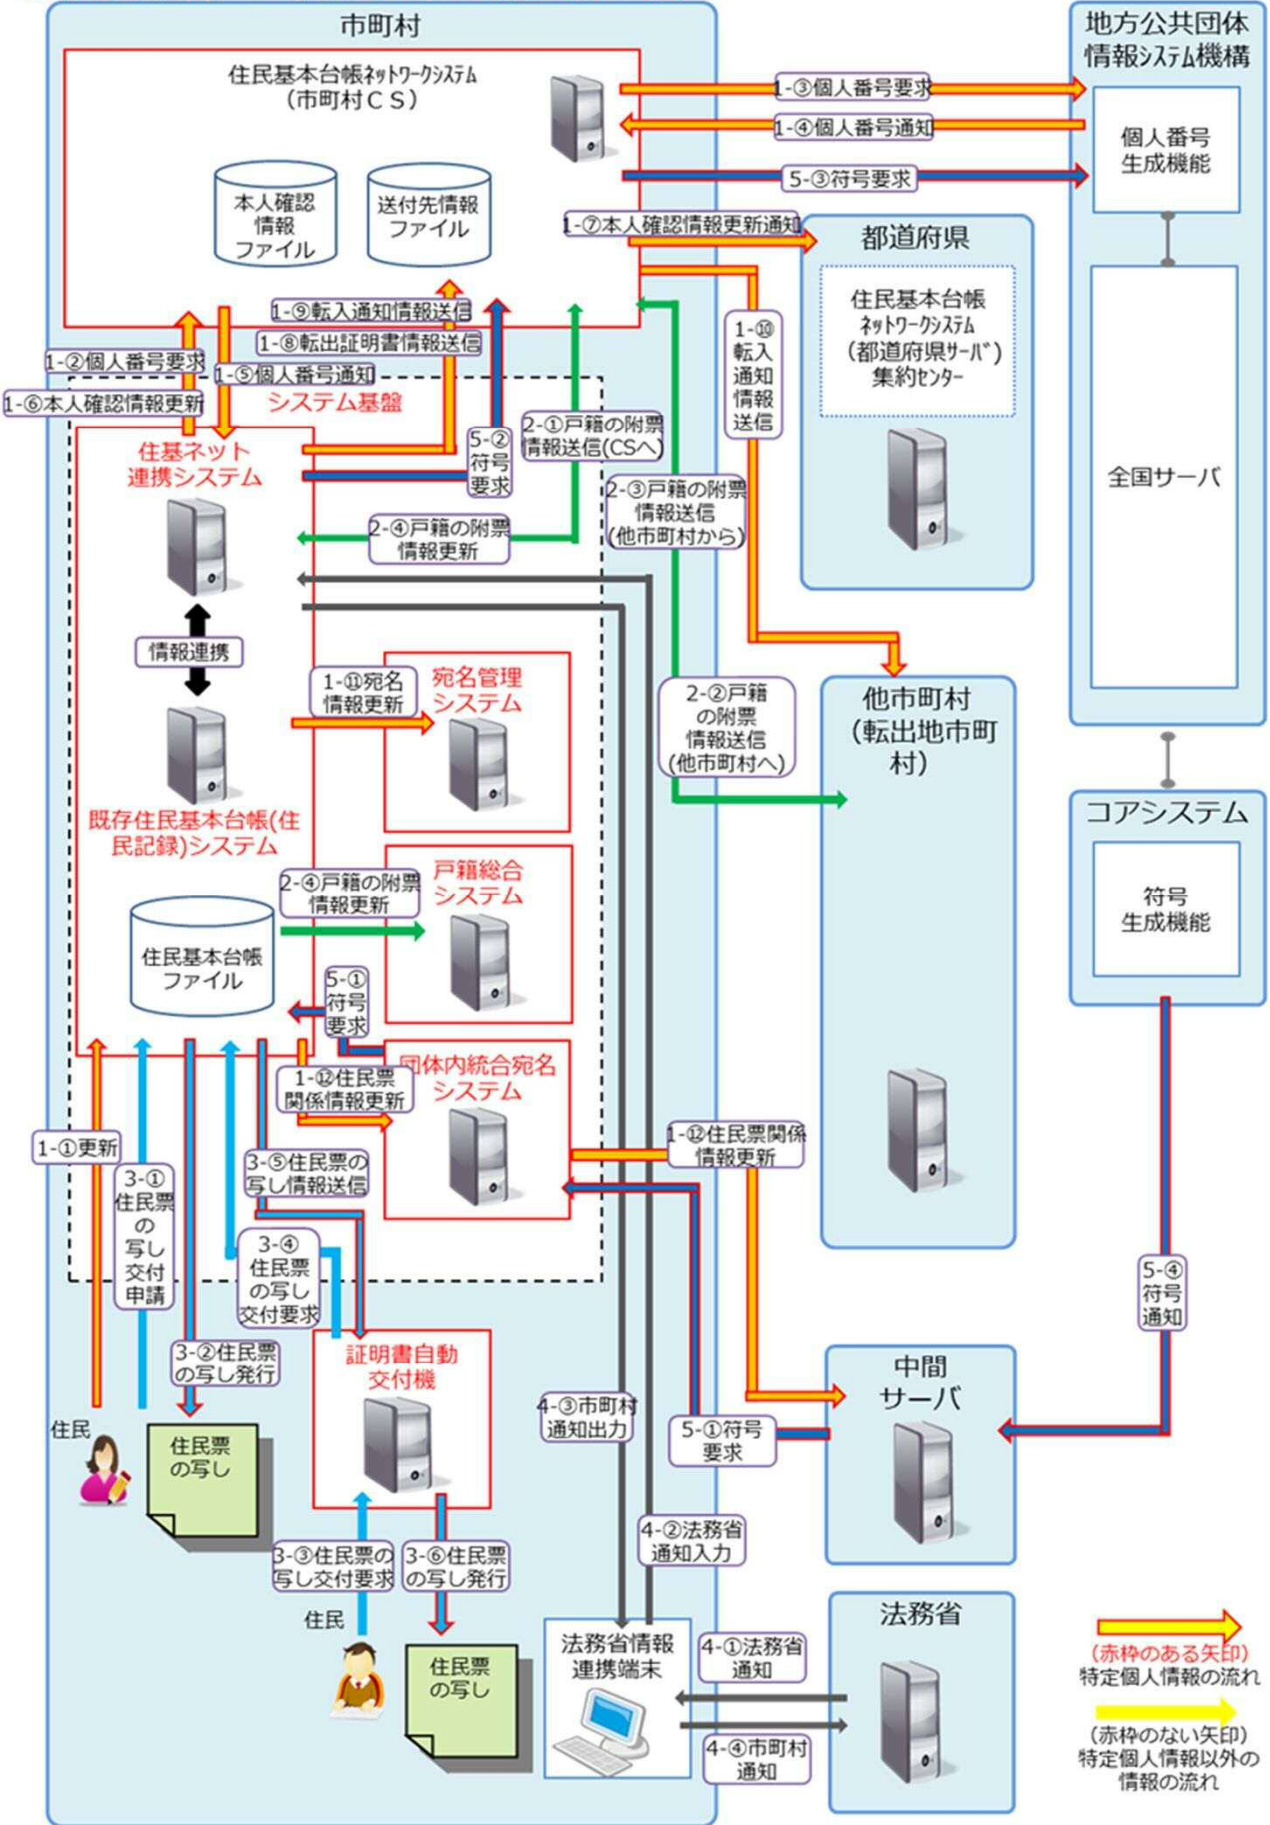 市町村
住民基本台帳ネットワークシステム
(市町村CS)
本人確認
情報
ファイル
送付先情報
ファイル
地方公共団体
情報システム機構
個人番号
生成機能
1-③個人番号要求
1-④個人番号通知
5-③符号要求
1-⑦本人確認情報更新通知
都道府県
住民基本台帳
ネットワークシステム
(都道府県サーバ)
集約センター
全国サーバ
1-⑨転入通知情報送信
1-⑧転出証明書情報送信
1-②個人番号要求
1-⑤個人番号通知
1-⑥本人確認情報更新
システム基盤
1-⑩
転入
通知
情報
送信
住基ネット
連携システム
5-②
符号
要求
2-①戸籍の附票
情報送信(CSへ)
2-③戸籍の附票
情報送信
(他市町村から)
2-④戸籍の附票
情報更新
情報連携
1-⑪宛名
情報更新
宛名管理
システム
2-②戸籍
の附票
情報送信
(他市町村へ)
他市町村
(転出地市町
村)
既存住民基本台帳(住
民記録)システム
コアシステム
符号
生成機能
2-④戸籍の附票
情報更新
戸籍総合
システム
住民基本台帳
ファイル
5-①
符号
要求
団体内統合宛名
システム
1-⑫住民票
関係情報更新
1-⑫住民票関係
情報更新
1-①更新
3-①
住民票
の
写し
交付
申請
3-⑤住民票の
写し情報送信
3-④
住民票
の写し
交付要求
5-④
符号
通知
3-②住民票
の写し発行
証明書自動
交付機
中間
サーバ
4-③市町村
通知出力
5-①符号
要求
住民
住民票
の写し
4-②法務省
通知入力
3-③住民票の
写し交付要求
3-⑥住民票
の写し発行
住民
住民票
の写し
法務省情報
連携端末
4-①法務省
通知
4-④市町村
通知
法務省
(赤枠のある矢印)
特定個人情報の流れ
(赤枠のない矢印)
特定個人情報以外の
情報の流れ